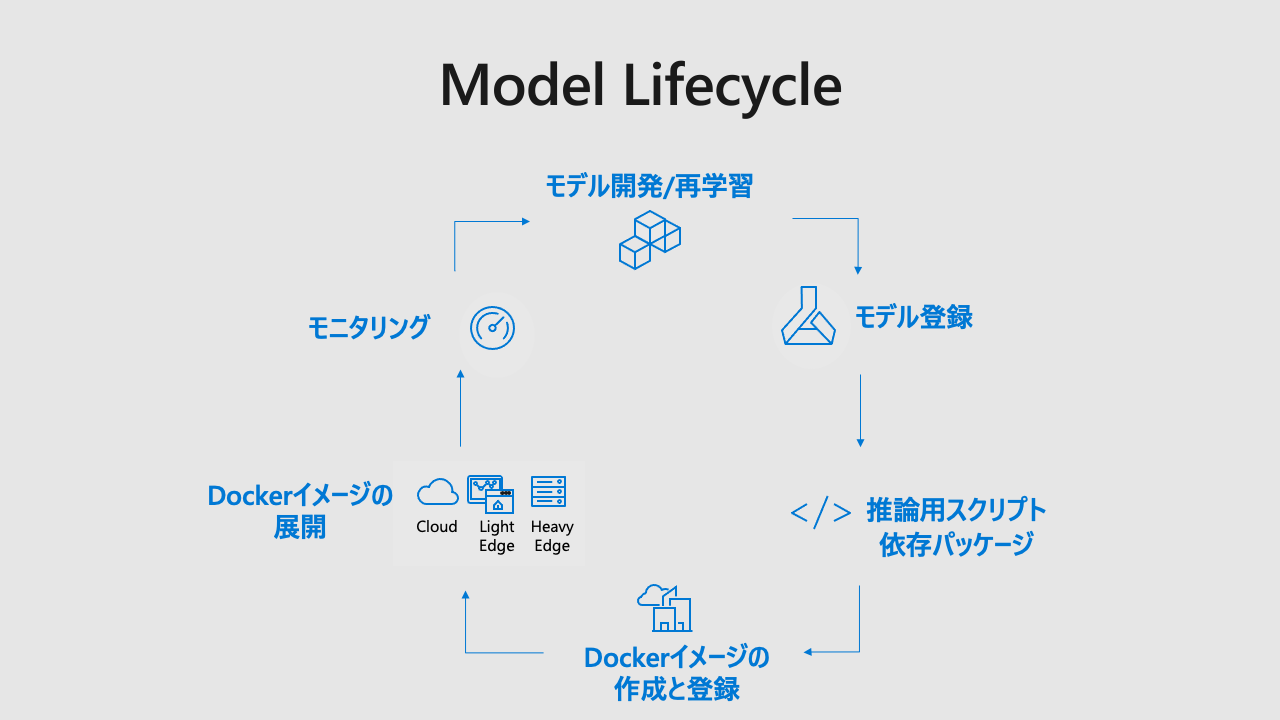 Model Lifecycle
モデル開発/再学習
モデル登録
推論用スクリプト
依存パッケージ
Dockerイメージの
作成と登録
Dockerイメージの
展開
Cloud
Light
Edge
Heavy
Edge
モニタリング